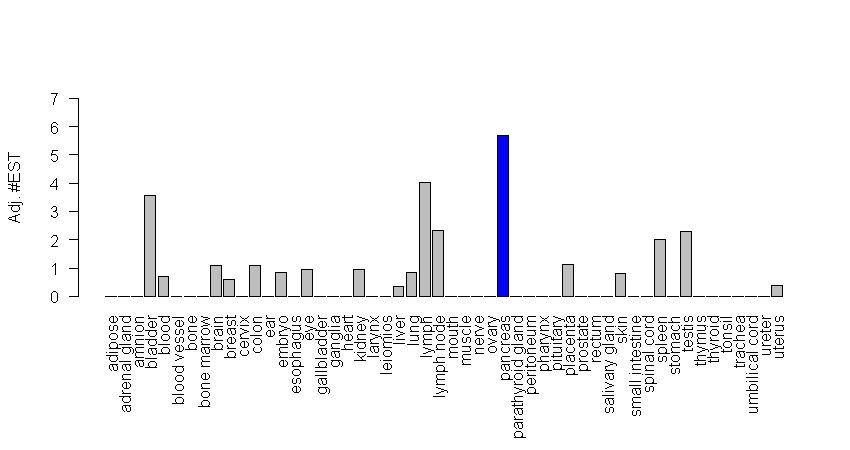 Adj. #EST
7
6
5
4
3
2
1
0
adipose
adrenal gland
amnion
bladder
blood
blood vessel
bone
bone marrow
brain
breast
cervix
colon
ear
embryo
esophagus
eye
gallbladder
ganglia
heart
kidney
larynx
leiomios
liver
lung
lymph
lymph node
mouth
muscle
nerve
ovary
pancreas
parathyroid gland
peritoneum
pharynx
pituitary
placenta
prostate
rectum
salivary gland
skin
small intestine
spinal cord
spleen
stomach
testis
thymus
thyroid
tonsil
trachea
umbilical cord
ureter
uterus